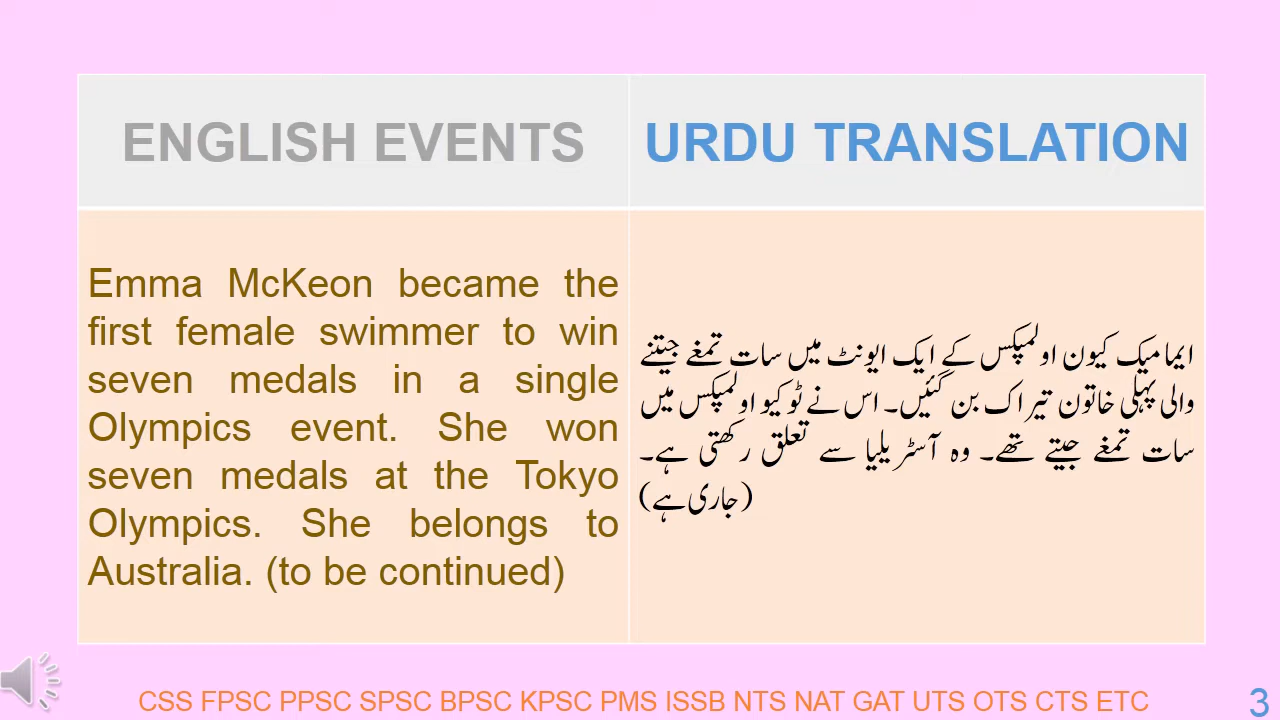 ENGLISH EVENTS
URDU TRANSLATION
Emma McKeon became the
first female swimmer to win
seven medals in a single
Olympics event. She won
seven medals at the Tokyo
Olympics. She belongs to
Australia. (to be continued)
ایما میک کیون اولمپکس کے ایک ایونٹ میں سات تمغے جیتنے
والی پہلی خاتون تیراک بن گئیں۔ اس نے ٹوکیو اولمپکس میں
سات تمغے جیتے تھے۔ وہ آسٹریلیا سے تعلق رکھتی ہے۔
(جاری ہے)
CSS FPSC PPSC SPSC BPSC KPSC PMS ISSB NTS NAT GAT UTS OTS CTS ETC
3